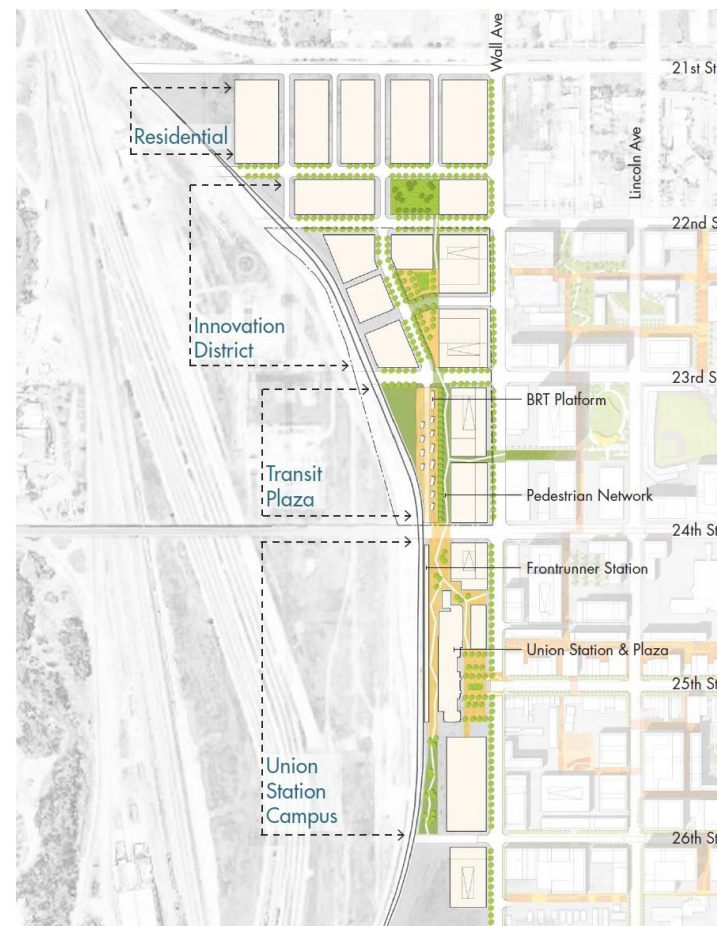 Wall Ave
21st St
Residential
Lincoln Ave
22nd S
Innovation
District
23rd S
BRT Platform
Transit
Plaza
Pedestrian Network
24th St
Frontrunner Station
Union Station & Plaza
25th St
Union
Station
Campus
26th St